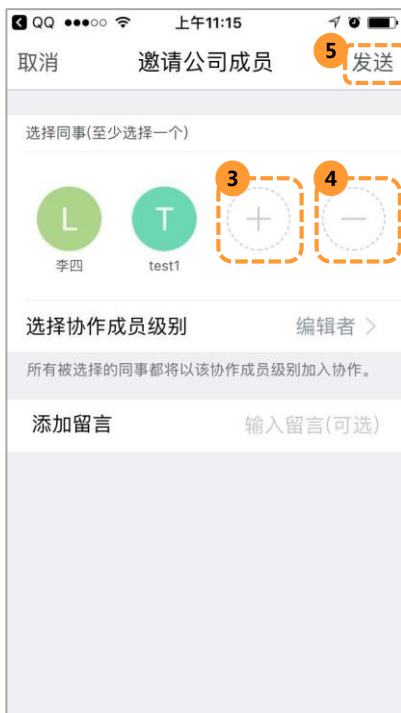 QQ 上午11:15
取消 邀请公司成员 5 发送
选择同事(至少选择一个)
3 4
L T
李四 test1
选择协作成员级别 编辑者
所有被选择的同事都将以该协作成员级别加入协作。
添加留言 输入留言(可选)